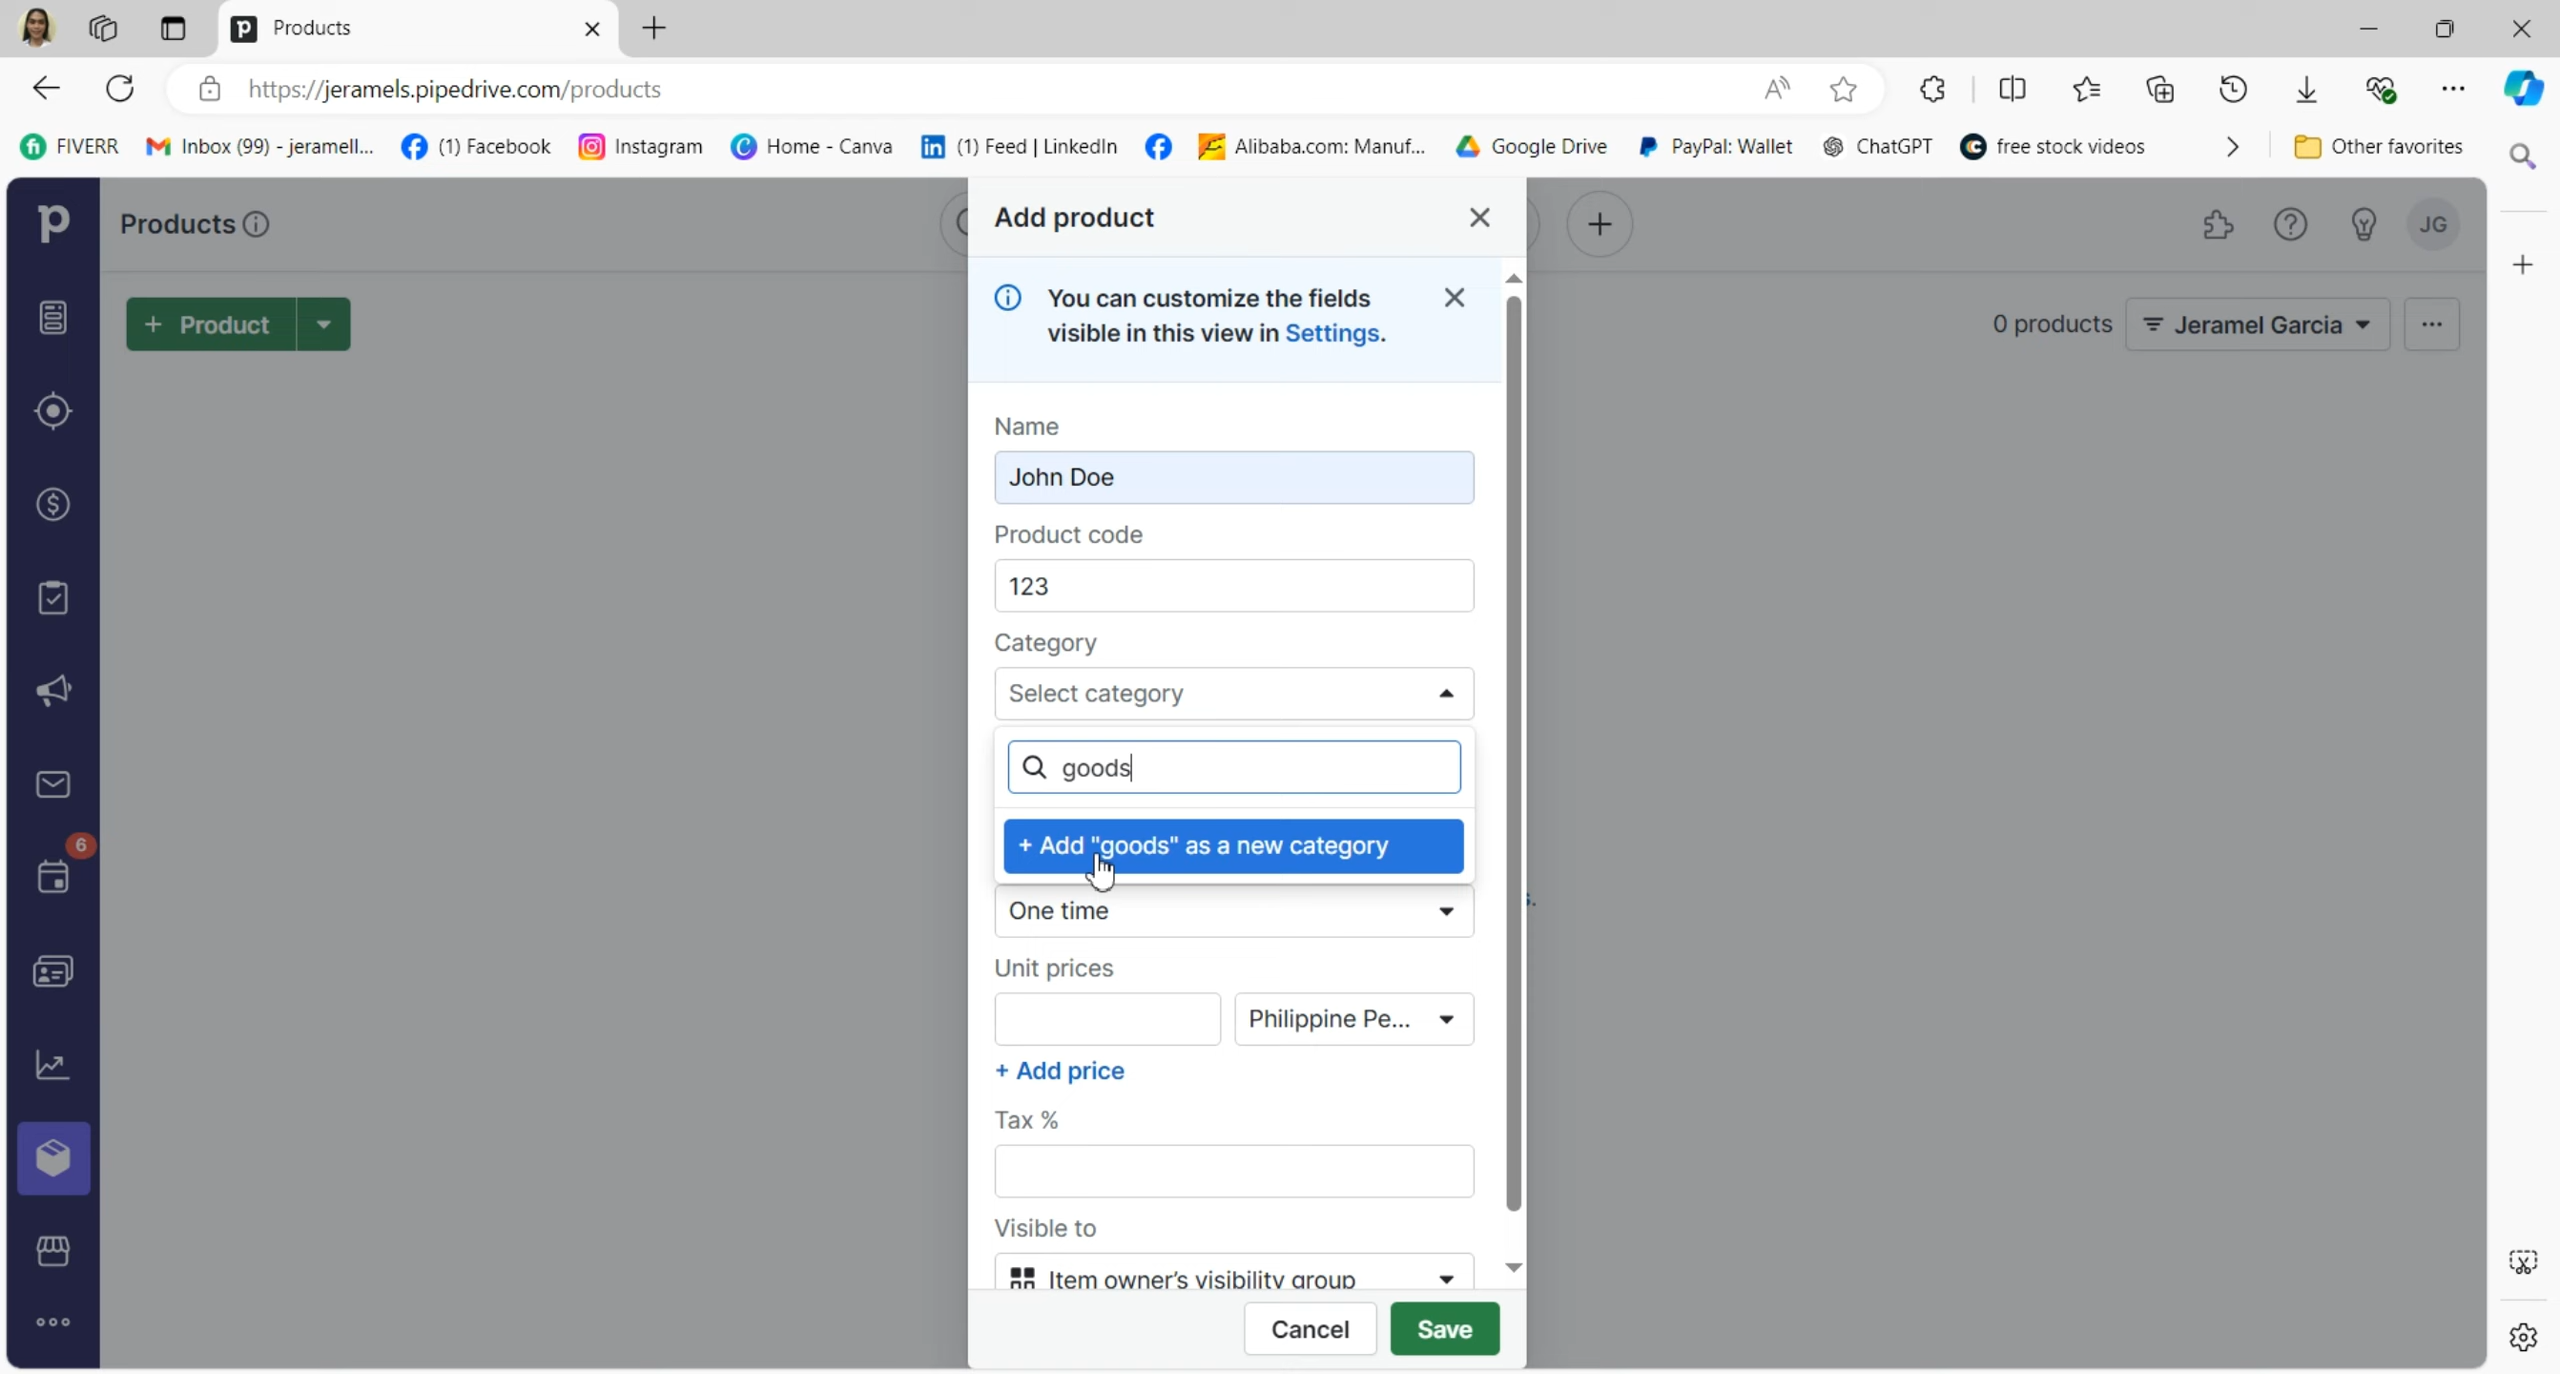 Products
https://jeramels.pipedrive.com/products
FIVERR
Inbox (99) - jeramell...
(1) Facebook
Instagram
Home - Canva
(1) Feed | LinkedIn
Alibaba.com: Manuf...
Google Drive
PayPal: Wallet
ChatGPT
free stock videos
Other favorites
Products
Add product
JG
You can customize the fields
visible in this view in Settings.
+ Product
0 products
Jeramel Garcia
Name
John Doe
Product code
123
Category
Select category
goods
+ Add "goods" as a new category
6
One time
Unit prices
Philippine Pe...
+ Add price
Tax %
Visible to
Item owner's visibility group
Cancel
Save